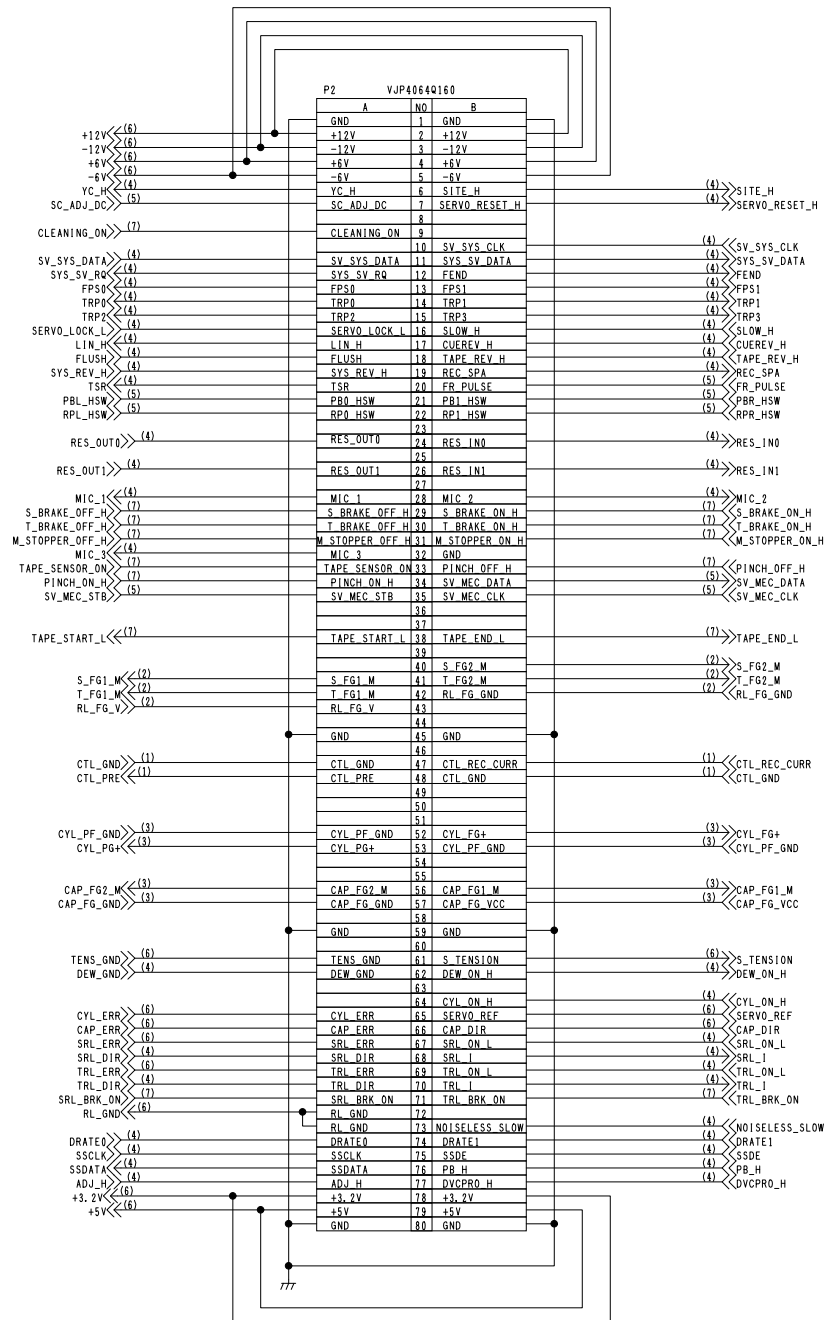 P2 VJP4064Q160
A NO B
GND 1 GND
+12V (6) +12V 2 +12V
-12V (6) -12V 3 -12V
+6V (6) +6V 4 +6V
-6V (6) -6V 5 -6V
YC_H (4) YC_H 6 SITE_H (4) SITE_H
SC_ADJ_DC (5) SC_ADJ_DC 7 SERVO_RESET_H (4) SERVO_RESET_H
8
CLEANING_ON (7) CLEANING_ON 9
10 SV_SYS_CLK (4) SV_SYS_CLK
SV_SYS_DATA (4) SV_SYS_DATA 11 SYS_SV_DATA (4) SYS_SV_DATA
SYS_SV_RQ (4) SYS_SV_RQ 12 FEND (4) FEND
FPS0 (4) FPS0 13 FPS1 (4) FPS1
TRP0 (4) TRP0 14 TRP1 (4) TRP1
TRP2 (4) TRP2 15 TRP3 (4) TRP3
SERVO_LOCK_L (4) SERVO_LOCK_L 16 SLOW_H (4) SLOW_H
LIN_H (4) LIN_H 17 CUEREV_H (4) CUEREV_H
FLUSH (4) FLUSH 18 TAPE_REV_H (4) TAPE_REV_H
SYS_REV_H (4) SYS_REV_H 19 REC_SPA (4) REC_SPA
TSR (4) TSR 20 FR_PULSE (5) FR_PULSE
PBL_HSW (5) PB0_HSW 21 PB1_HSW (5) PBR_HSW
RPL_HSW (5) RP0_HSW 22 RP1_HSW (5) RPR_HSW
23
RES_OUT0 (4) RES_OUT0 24 RES_IN0 (4) RES_IN0
25
RES_OUT1 (4) RES_OUT1 26 RES_IN1 (4) RES_IN1
27
MIC_1 (4) MIC_1 28 MIC_2 (4) MIC_2
S_BRAKE_OFF_H (7) S_BRAKE_OFF_H 29 S_BRAKE_ON_H (7) S_BRAKE_ON_H
T_BRAKE_OFF_H (7) T_BRAKE_OFF_H 30 T_BRAKE_ON_H (7) T_BRAKE_ON_H
M_STOPPER_OFF_H (7) M_STOPPER_OFF_H 31 M_STOPPER_ON_H (7) M_STOPPER_ON_H
MIC_3 (4) MIC_3 32 GND
TAPE_SENSOR_ON (7) TAPE_SENSOR_ON 33 PINCH_OFF_H (7) PINCH_OFF_H
PINCH_ON_H (7) PINCH_ON_H 34 SV_MEC_DATA (5) SV_MEC_DATA
SV_MEC_STB (5) SV_MEC_STB 35 SV_MEC_CLK (5) SV_MEC_CLK
36
37
TAPE_START_L (7) TAPE_START_L 38 TAPE_END_L (7) TAPE_END_L
39
40 S_FG2_M (2) S_FG2_M
S_FG1_M (2) S_FG1_M 41 T_FG2_M (2) T_FG2_M
T_FG1_M (2) T_FG1_M 42 RL_FG_GND (2) RL_FG_GND
RL_FG_V (2) RL_FG_V 43
44
GND 45 GND
46
CTL_GND (1) CTL_GND 47 CTL_REC_CURR (1) CTL_REC_CURR
CTL_PRE (1) CTL_PRE 48 CTL_GND (1) CTL_GND
49
50
51
CYL_PF_GND (3) CYL_PF_GND 52 CYL_FG+ (3) CYL_FG+
CYL_PG+ (3) CYL_PG+ 53 CYL_PF_GND (3) CYL_PF_GND
54
55
CAP_FG2_M (3) CAP_FG2_M 56 CAP_FG1_M (3) CAP_FG1_M
CAP_FG_GND (3) CAP_FG_GND 57 CAP_FG_VCC (3) CAP_FG_VCC
58
GND 59 GND
60
TENS_GND (6) TENS_GND 61 S_TENSION (6) S_TENSION
DEW_GND (4) DEW_GND 62 DEW_ON_H (4) DEW_ON_H
63
64 CYL_ON_H (4) CYL_ON_H
CYL_ERR (6) CYL_ERR 65 SERVO_REF (6) SERVO_REF
CAP_ERR (6) CAP_ERR 66 CAP_DIR (6) CAP_DIR
SRL_ERR (6) SRL_ERR 67 SRL_ON_L (4) SRL_ON_L
SRL_DIR (4) SRL_DIR 68 SRL_I (4) SRL_I
TRL_ERR (6) TRL_ERR 69 TRL_ON_L (4) TRL_ON_L
TRL_DIR (4) TRL_DIR 70 TRL_I (4) TRL_I
SRL_BRK_ON (7) SRL_BRK_ON 71 TRL_BRK_ON (7) TRL_BRK_ON
RL_GND (6) RL_GND 72
RL_GND 73 NOISELESS_SLOW (4) NOISELESS_SLOW
DRATE0 (4) DRATE0 74 DRATE1 (4) DRATE1
SSCLK (4) SSCLK 75 SSDE (4) SSDE
SSDATA (4) SSDATA 76 PB_H (4) PB_H
ADJ_H (4) ADJ_H 77 DVCPRO_H (4) DVCPRO_H
+3.2V (6) +3.2V 78 +3.2V
+5V (6) +5V 79 +5V
GND 80 GND